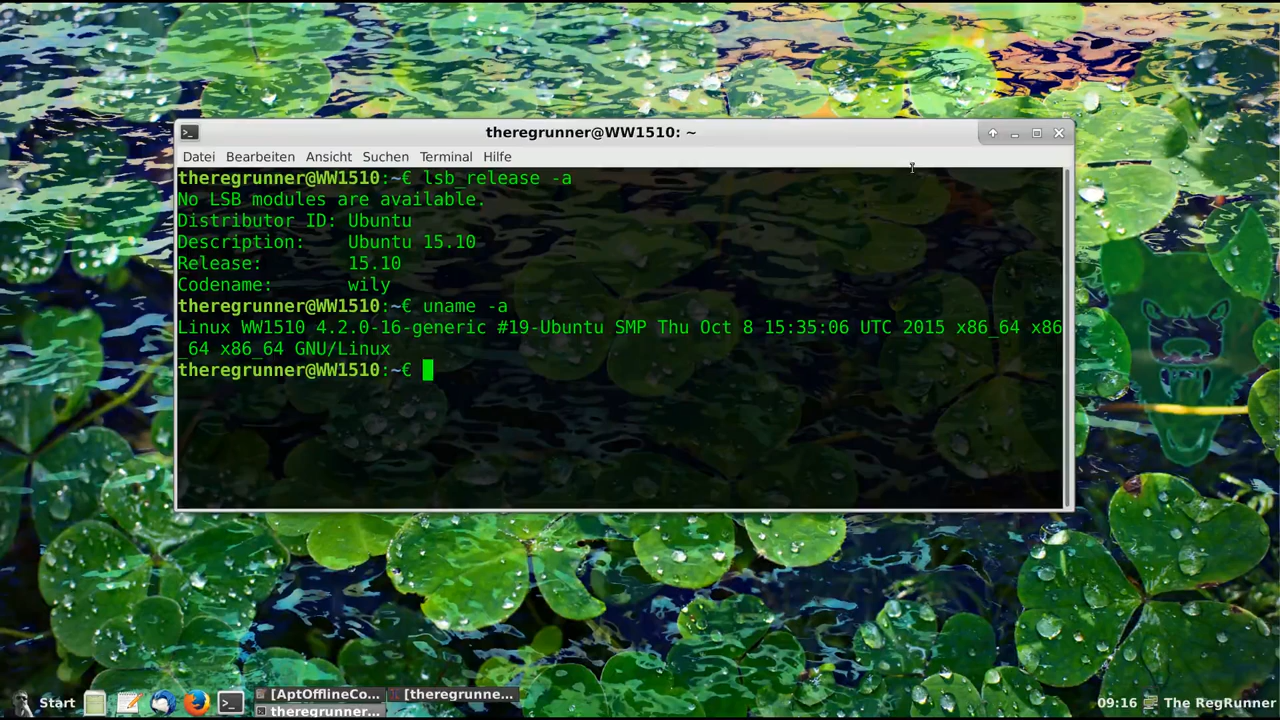 theregrunner@WW1510: ~
Datei Bearbeiten Ansicht Suchen Terminal Hilfe
theregrunner@WW1510:~€ lsb_release -a
No LSB modules are available.
Distributor ID: Ubuntu
Description:    Ubuntu 15.10
Release:        15.10
Codename:       wily
theregrunner@WW1510:~€ uname -a
Linux WW1510 4.2.0-16-generic #19-Ubuntu SMP Thu Oct 8 15:35:06 UTC 2015 x86_64 x86
_64 x86_64 GNU/Linux
theregrunner@WW1510:~€
Start
[AptOfflineCo... [theregrunne...
theregrunner...
09:16 The RegRunner